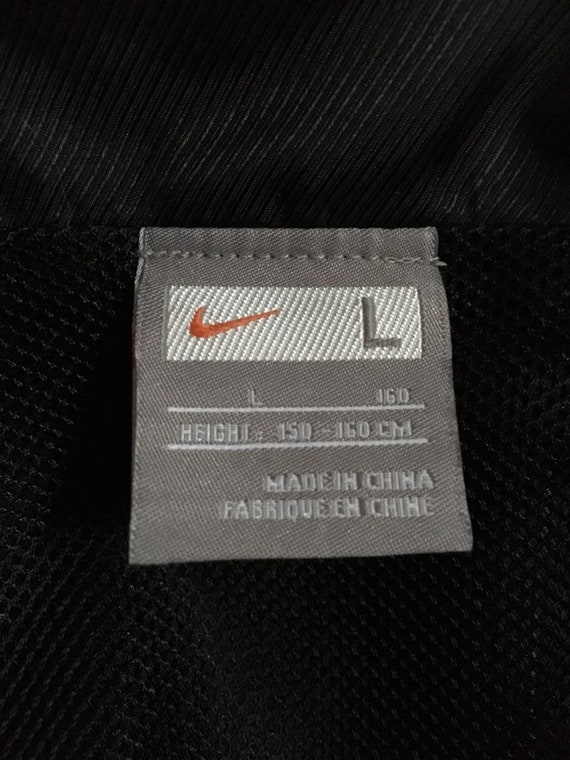 L
L 160
HEIGHT: 150-160 CM
MADE IN CHINA
FABRIQUE EN CHINE